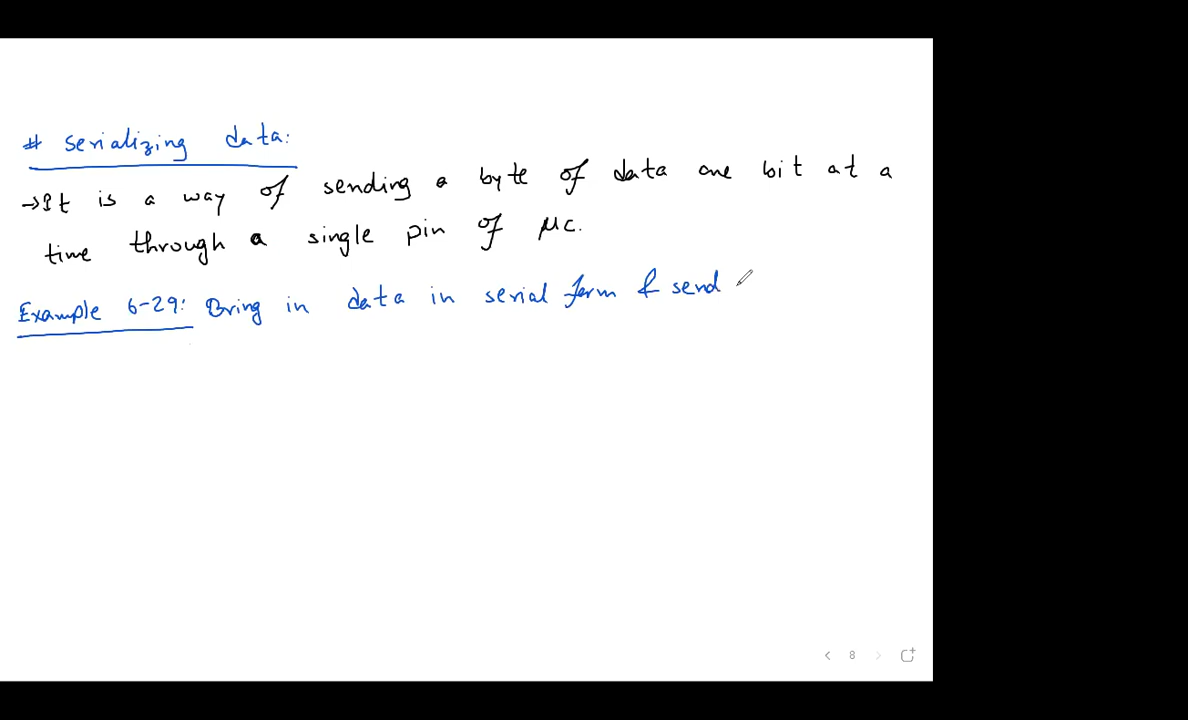 # Serializing data:
→It is a way of sending a byte of data one bit at a
time through a single pin of μc.
Example 6-29: Bring in data in serial form & send
8